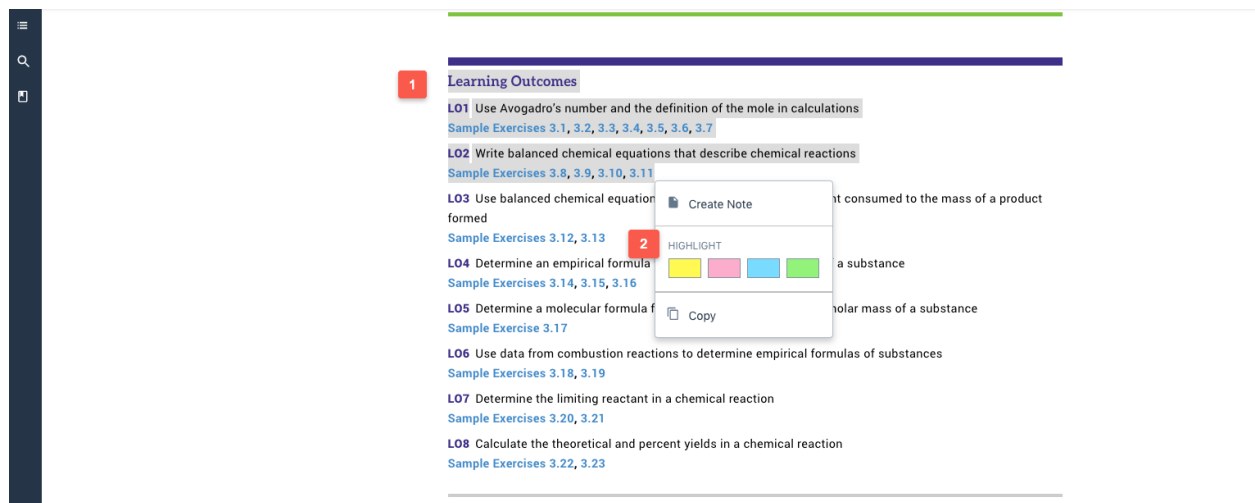 1
Learning Outcomes
LO1 Use Avogadro's number and the definition of the mole in calculations
Sample Exercises 3.1, 3.2, 3.3, 3.4, 3.5, 3.6, 3.7
LO2 Write balanced chemical equations that describe chemical reactions
Sample Exercises 3.8, 3.9, 3.10, 3.11
LO3 Use balanced chemical equation
consumed to the mass of a product
formed
Sample Exercises 3.12, 3.13
LO4 Determine an empirical formula
a substance
Sample Exercises 3.14, 3.15, 3.16
LO5 Determine a molecular formula
mass of a substance
Sample Exercise 3.17
LO6 Use data from combustion reactions to determine empirical formulas of substances
Sample Exercises 3.18, 3.19
LO7 Determine the limiting reactant in a chemical reaction
Sample Exercises 3.20, 3.21
LO8 Calculate the theoretical and percent yields in a chemical reaction
Sample Exercises 3.22, 3.23
Create Note
2
HIGHLIGHT
Copy